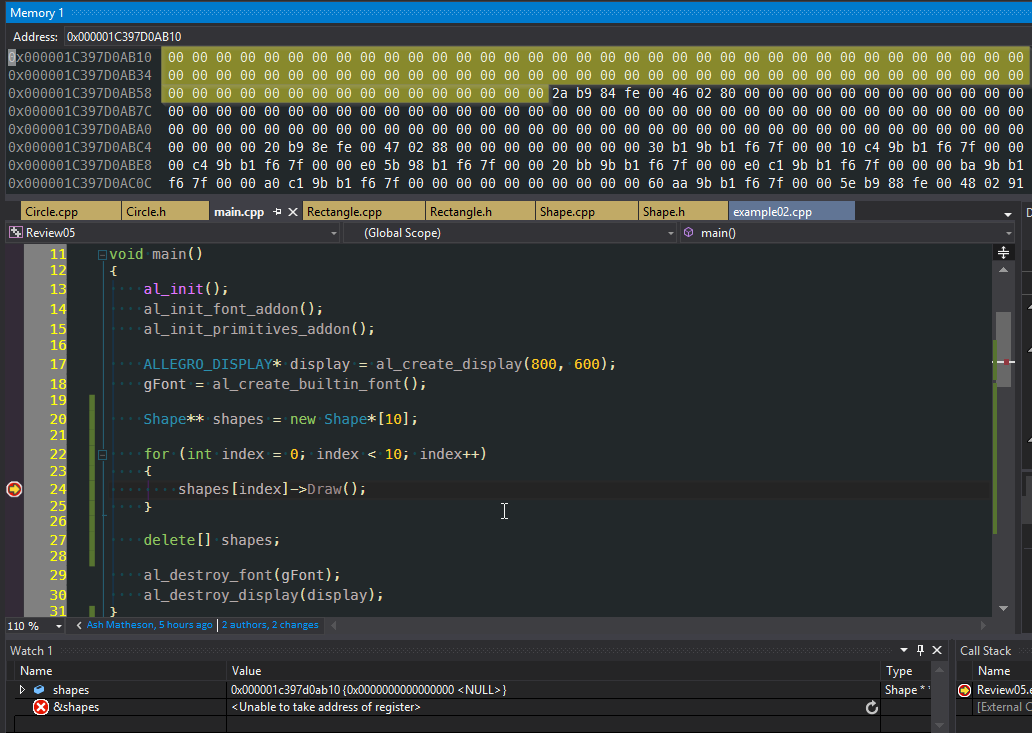 Memory 1
Address: 0x000001C397D0AB10
0x000001C397D0AB10 00 00 00 00 00 00 00 00 00 00 00 00 00 00 00 00 00 00 00 00 00 00 00 00 00 00 00 00 00 00 00 00 00 00 00 00
0x000001C397D0AB34 00 00 00 00 00 00 00 00 00 00 00 00 00 00 00 00 00 00 00 00 00 00 00 00 00 00 00 00 00 00 00 00 00 00 00 00
0x000001C397D0AB58 00 00 00 00 00 00 00 00 00 00 00 00 00 00 00 00 2a b9 84 fe 00 46 02 80 00 00 00 00 00 00 00 00 00 00 00 00
0x000001C397D0AB7C 00 00 00 00 00 00 00 00 00 00 00 00 00 00 00 00 00 00 00 00 00 00 00 00 00 00 00 00 00 00 00 00 00 00 00 00
0x000001C397D0ABA0 00 00 00 00 00 00 00 00 00 00 00 00 00 00 00 00 00 00 00 00 00 00 00 00 00 00 00 00 00 00 00 00 00 00 00 00
0x000001C397D0ABC4 00 00 00 00 20 b9 8e fe 00 47 02 88 00 00 00 00 00 00 00 00 30 b1 9b b1 f6 7f 00 00 10 c4 9b b1 f6 7f 00 00
0x000001C397D0ABE8 00 c4 9b b1 f6 7f 00 00 e0 5b 98 b1 f6 7f 00 00 20 bb 9b b1 f6 7f 00 00 e0 c1 9b b1 f6 7f 00 00 00 ba 9b b1
0x000001C397D0AC0C f6 7f 00 00 a0 c1 9b b1 f6 7f 00 00 00 00 00 00 00 00 00 00 60 aa 9b b1 f6 7f 00 00 5e b9 88 fe 00 48 02 91
Circle.cpp Circle.h main.cpp Rectangle.cpp Rectangle.h Shape.cpp Shape.h example02.cpp
Review05 (Global Scope) main()
11 void main()
12 {
13 al_init();
14 al_init_font_addon();
15 al_init_primitives_addon();
16
17 ALLEGRO_DISPLAY* display = al_create_display(800, 600);
18 gFont = al_create_builtin_font();
19
20 Shape** shapes = new Shape*[10];
21
22 for (int index = 0; index < 10; index++)
23 {
24 shapes[index]->Draw();
25 }
26
27 delete[] shapes;
28
29 al_destroy_font(gFont);
30 al_destroy_display(display);
31 }
110 % Ash Matheson, 5 hours ago | 2 authors, 2 changes
Watch 1 Call Stack
Name Value Type Name
shapes 0x000001c397d0ab10 {0x0000000000000000 <NULL>} Shape * * Review05.e
&shapes <Unable to take address of register> [External C